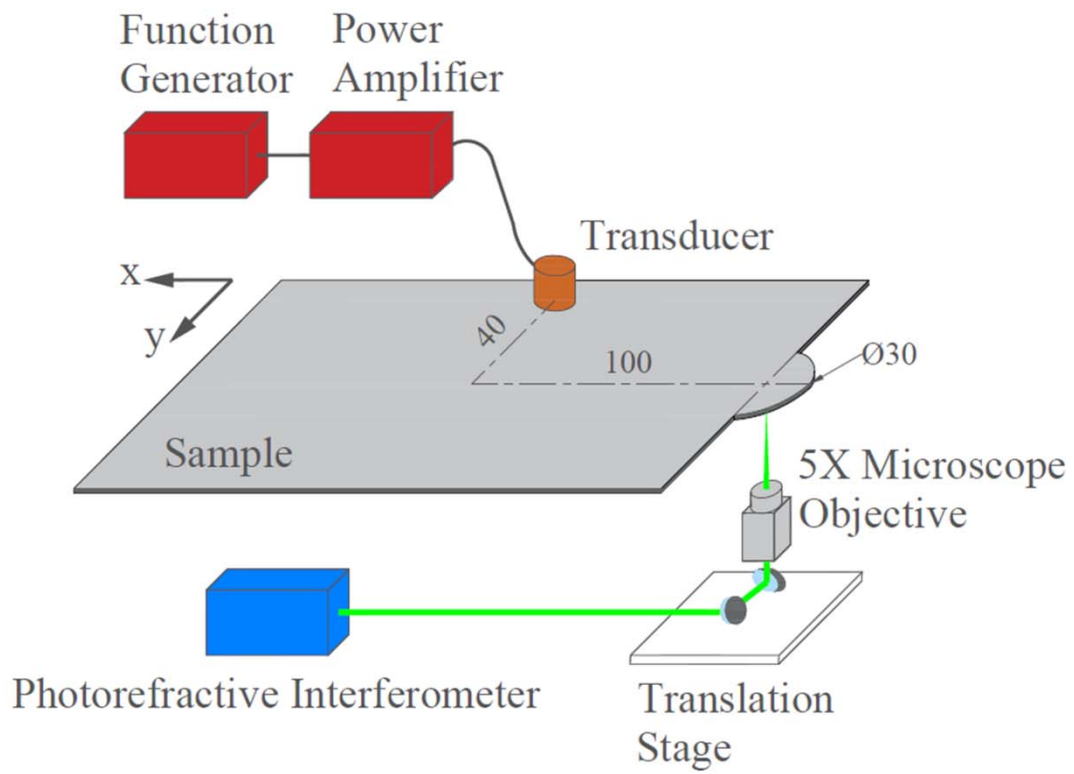 Function
Generator
Power
Amplifier
Transducer
x
y
40
100
Ø30
Sample
5X Microscope
Objective
Photorefractive Interferometer
Translation
Stage